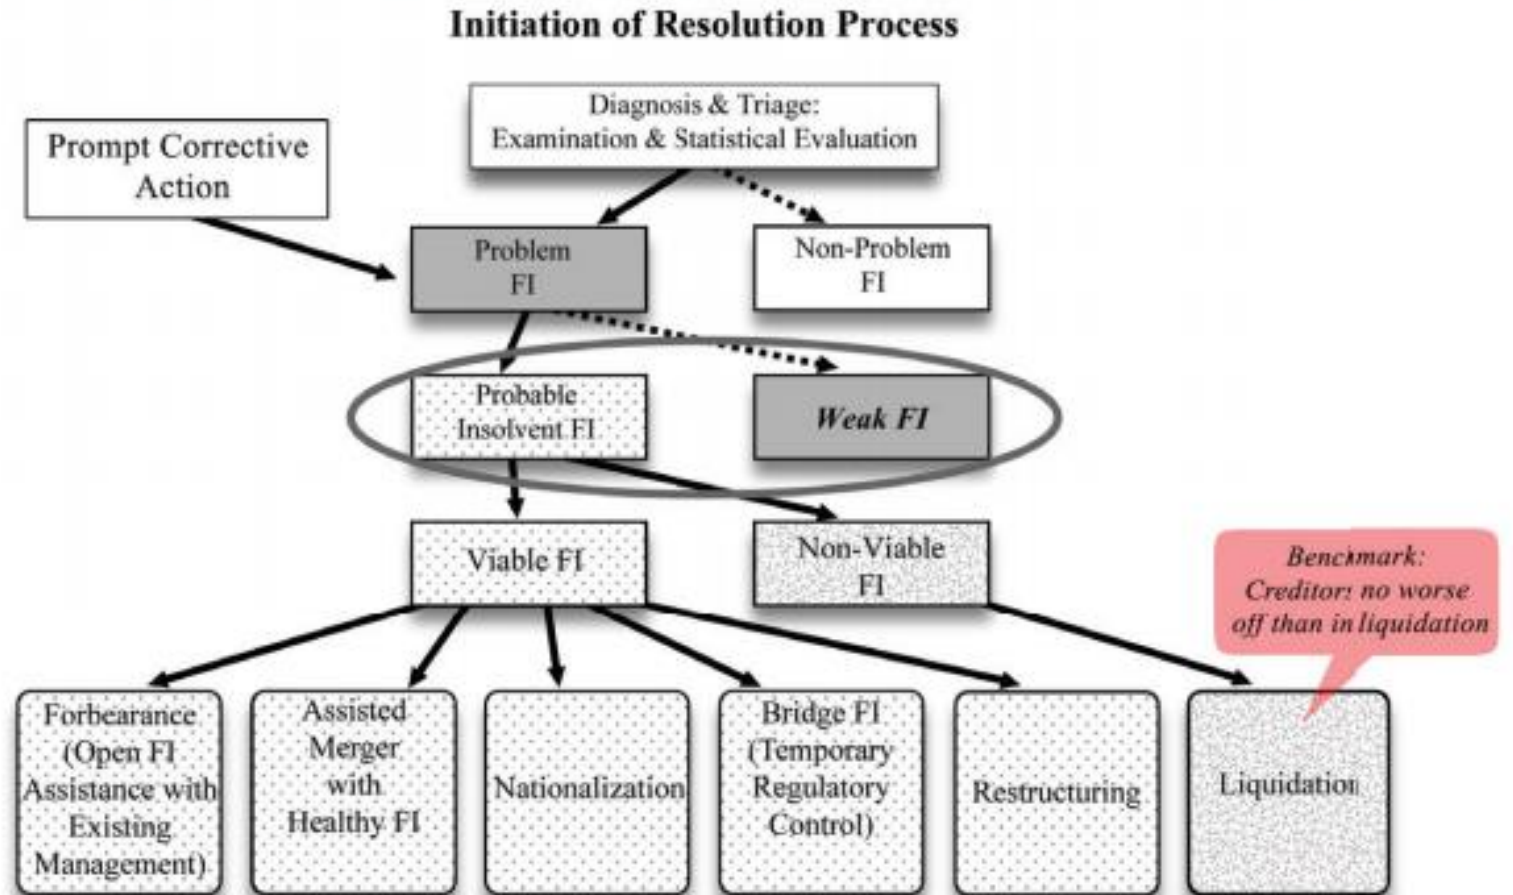 Initiation of Resolution Process
Diagnosis & Triage:
Examination & Statistical Evaluation
Prompt Corrective
Action
Problem
FI
Non-Problem
FI
Probable
Insolvent FI
Weak FI
Viable FI
Non-Viable
FI
Benchmark:
Creditors no worse
off than in liquidation
Forbearance
(Open FI
Assistance with
Existing
Management)
Assisted
Merger
with
Healthy FI
Nationalization
Bridge FI
(Temporary
Regulatory
Control)
Restructuring
Liquidation